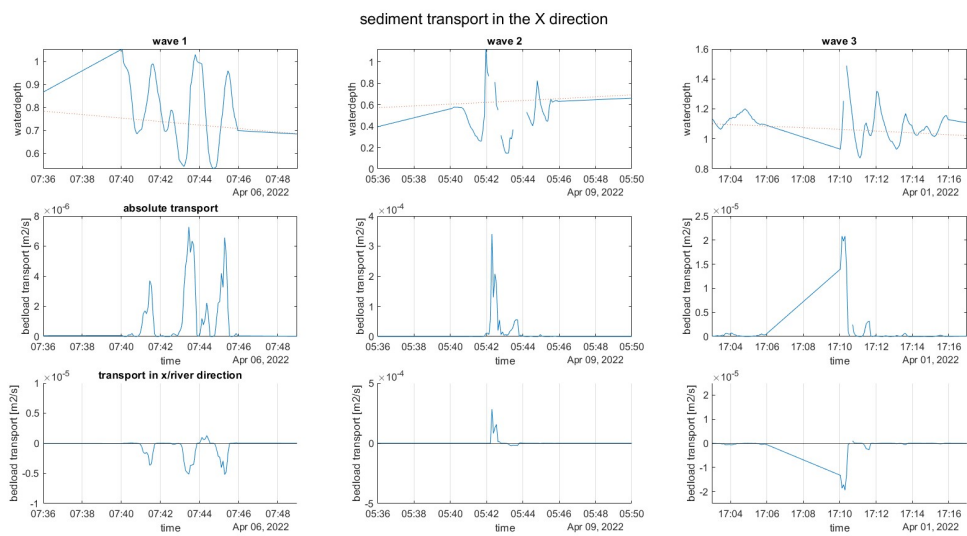 sediment transport in the X direction
wave 1
waterdepth
1
0.9
0.8
0.7
0.6
07:36 07:38 07:40 07:42 07:44 07:46 07:48
Apr 06, 2022
wave 2
waterdepth
1
0.8
0.6
0.4
0.2
0
05:36 05:38 05:40 05:42 05:44 05:46 05:48 05:50
Apr 09, 2022
wave 3
waterdepth
1.6
1.4
1.2
1
0.8
17:04 17:06 17:08 17:10 17:12 17:14 17:16
Apr 01, 2022
absolute transport
×10-6
bedload transport [m2/s]
8
6
4
2
0
07:36 07:38 07:40 07:42 07:44 07:46 07:48
time
Apr 06, 2022
×10-4
bedload transport [m2/s]
4
3
2
1
0
05:36 05:38 05:40 05:42 05:44 05:46 05:48 05:50
time
Apr 09, 2022
×10-5
bedload transport [m2/s]
2.5
2
1.5
1
0.5
0
17:04 17:06 17:08 17:10 17:12 17:14 17:16
time
Apr 01, 2022
transport in x/river direction
×10-5
bedload transport [m2/s]
1
0.5
0
-0.5
-1
07:36 07:38 07:40 07:42 07:44 07:46 07:48
time
Apr 06, 2022
×10-4
bedload transport [m2/s]
5
0
-5
05:36 05:38 05:40 05:42 05:44 05:46 05:48 05:50
time
Apr 09, 2022
×10-5
bedload transport [m2/s]
2
1
0
-1
-2
17:04 17:06 17:08 17:10 17:12 17:14 17:16
time
Apr 01, 2022